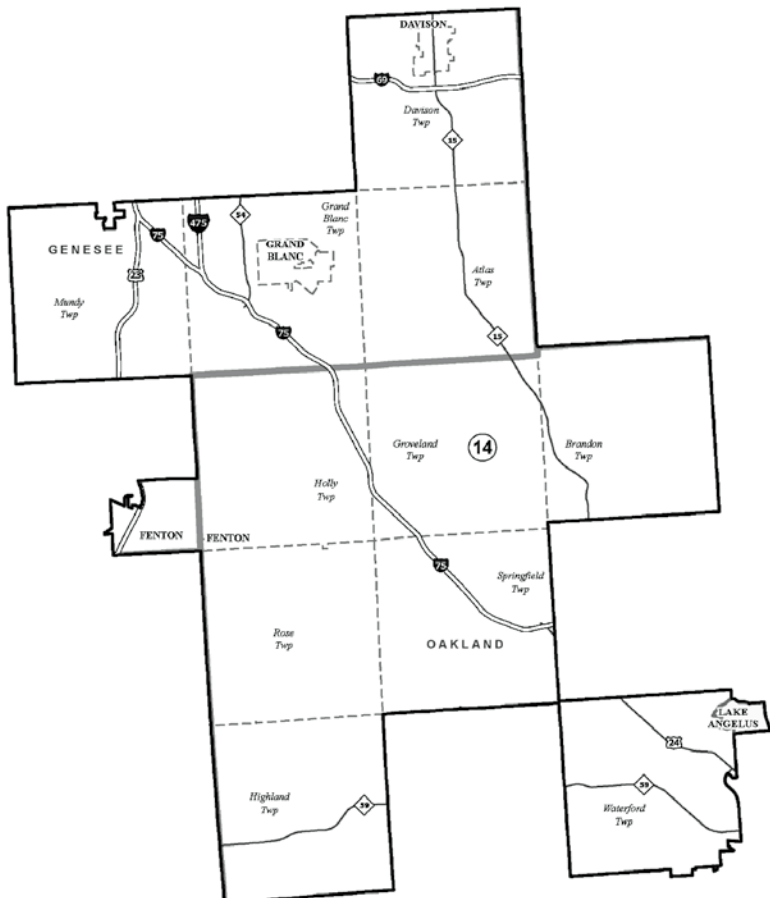 DAVISON
69
Davison
Twp
15
Grand
Blanc
Twp
54
475
75
GENESEE
GRAND
BLANC
23
Mundy
Twp
Atlas
Twp
75
15
Groveland
Twp
14
Brandon
Twp
Holly
Twp
FENTON
FENTON
75
Springfield
Twp
Rose
Twp
OAKLAND
LAKE
ANGELUS
24
59
Highland
Twp
59
Waterford
Twp